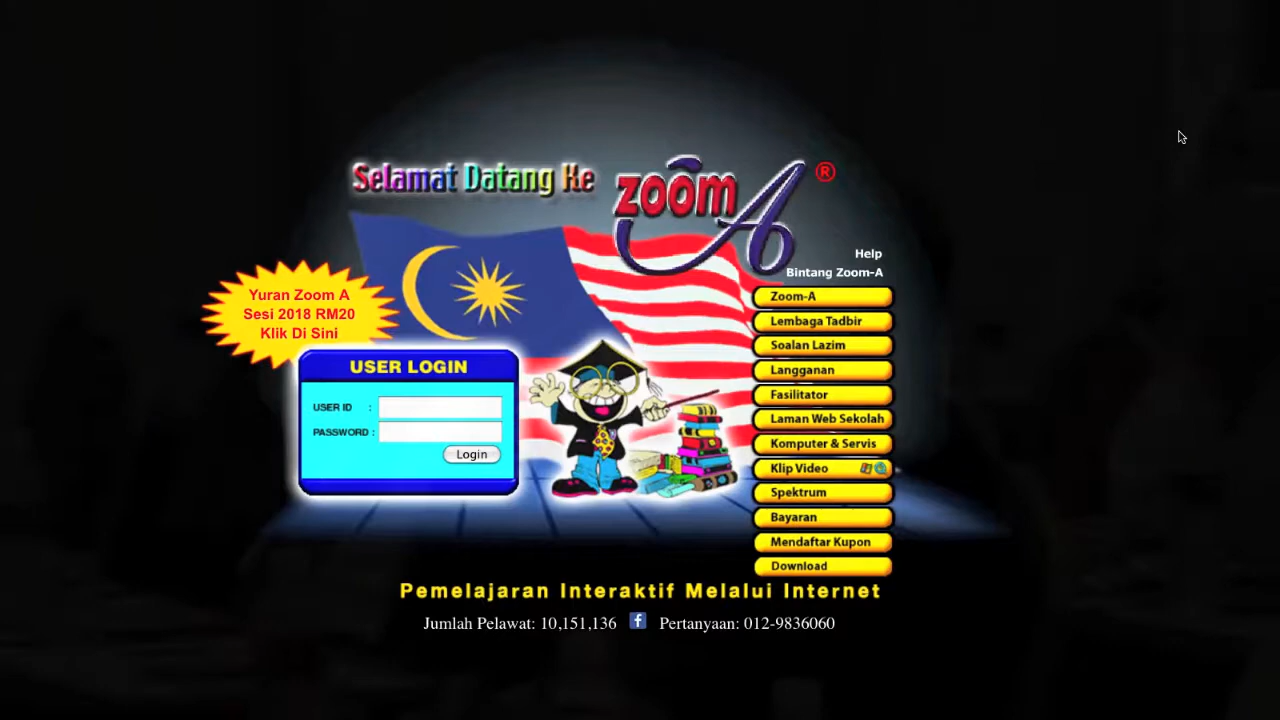 Selamat Datang Ke
zoom A ®
Help
Bintang Zoom-A
Yuran Zoom A
Sesi 2018 RM20
Klik Di Sini
USER LOGIN
USER ID :
PASSWORD :
Login
Zoom-A
Lembaga Tadbir
Soalan Lazim
Langganan
Fasilitator
Laman Web Sekolah
Komputer & Servis
Klip Video
Spektrum
Bayaran
Mendaftar Kupon
Download
Pemelajaran Interaktif Melalui Internet
Jumlah Pelawat: 10,151,136 f Pertanyaan: 012-9836060